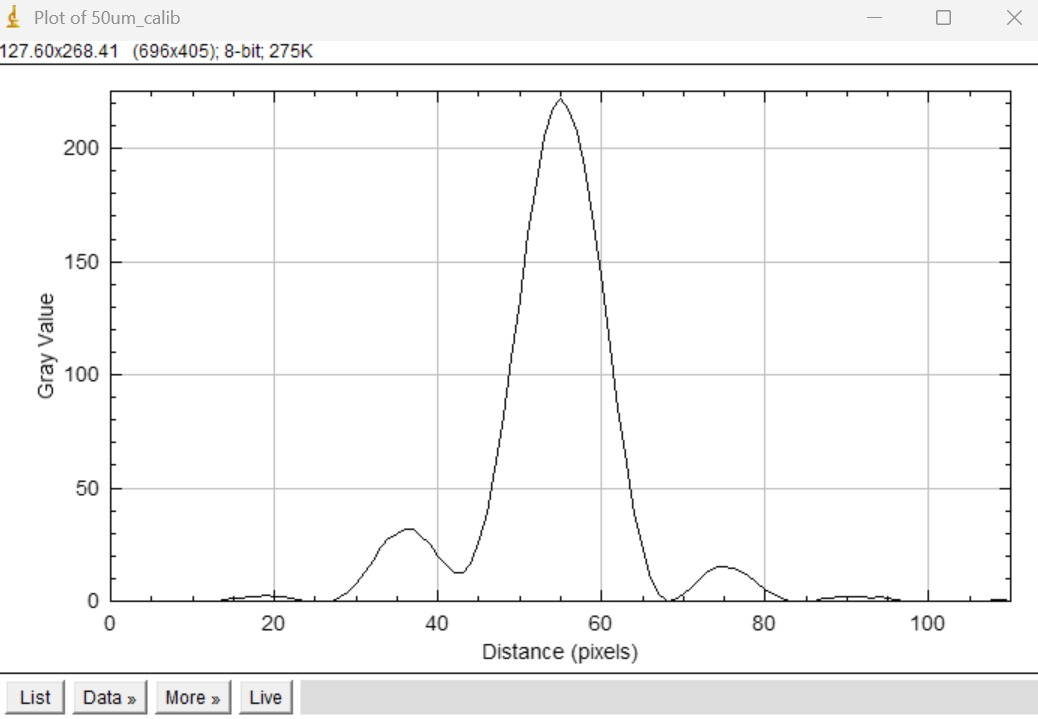 Plot of 50um_calib
127.60x268.41 (696x405); 8-bit; 275K
200
150
100
50
0
Gray Value
0 20 40 60 80 100
Distance (pixels)
List Data » More » Live